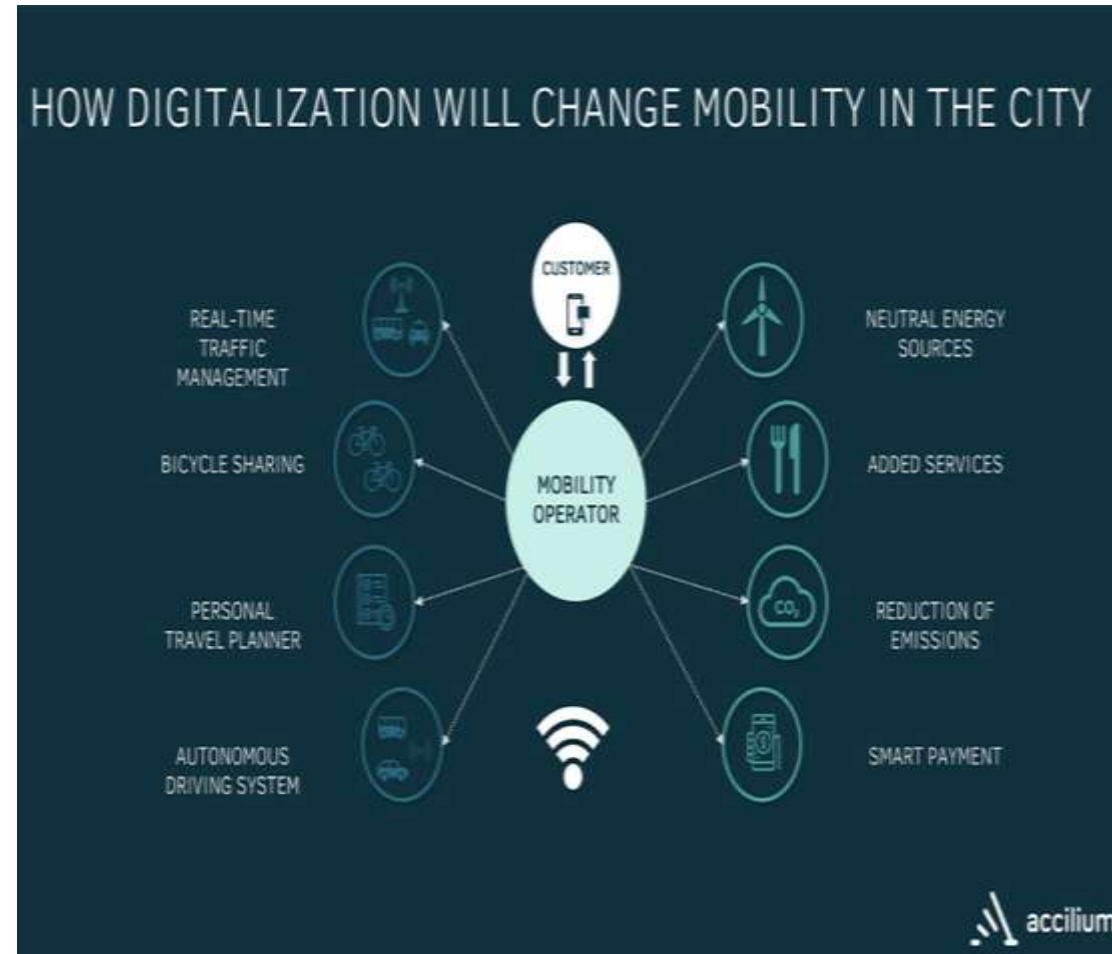 HOW DIGITALIZATION WILL CHANGE MOBILITY IN THE CITY
CUSTOMER
REAL-TIME
TRAFFIC
MANAGEMENT
NEUTRAL ENERGY
SOURCES
BICYCLE SHARING
ADDED SERVICES
MOBILITY
OPERATOR
PERSONAL
TRAVEL PLANNER
CO₂
REDUCTION OF
EMISSIONS
AUTONOMOUS
DRIVING SYSTEM
$
SMART PAYMENT
accilium